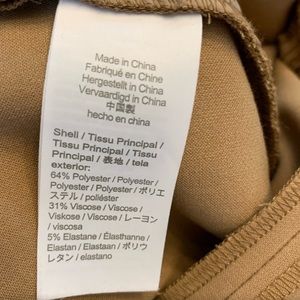 Made in China
Fabriqué en Chine
Hergestellt in China
Vervaardigd in China
中国製
hecho en china
Shell / Tissu Principal /
Tissu Principal / Tissu
Principal / 表地 / tela
exterior:
64% Polyester / Polyester /
Polyester / Polyester / ポリエ
ステル / poliéster
31% Viscose / Viscose /
Viskose / Viscose / レーヨン
/ viscosa
5% Elastane / Élasthanne /
Elastan / Elastaan / ポリウ
レタン / elastano